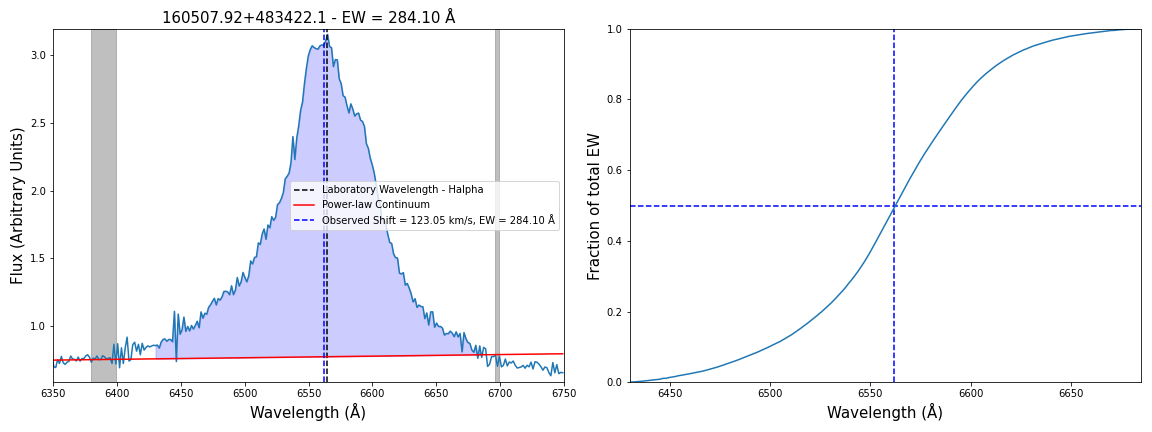 160507.92+483422.1 - EW = 284.10 Å
Flux (Arbitrary Units)
3.0
2.5
2.0
1.5
1.0
Laboratory Wavelength - Halpha
Power-law Continuum
Observed Shift = 123.05 km/s, EW = 284.10 Å
6350 6400 6450 6500 6550 6600 6650 6700 6750
Wavelength (Å)
Fraction of total EW
1.0
0.8
0.6
0.4
0.2
0.0
6450 6500 6550 6600 6650
Wavelength (Å)